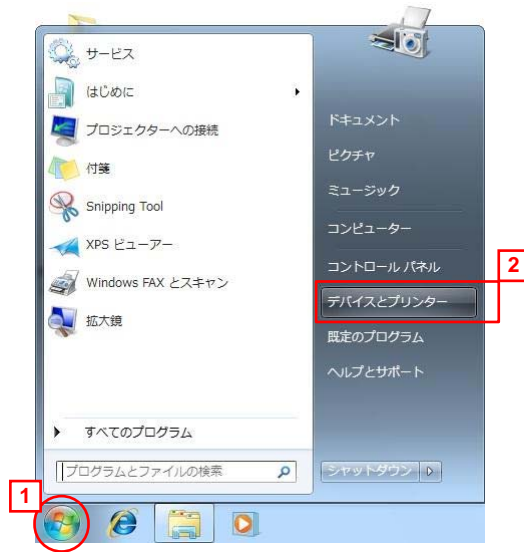 サービス
はじめに
プロジェクターへの接続
付箋
Snipping Tool
XPS ビューアー
Windows FAX とスキャン
拡大鏡
すべてのプログラム
プログラムとファイルの検索
ドキュメント
ピクチャ
ミュージック
コンピューター
コントロール パネル
2
デバイスとプリンター
既定のプログラム
ヘルプとサポート
シャットダウン
1